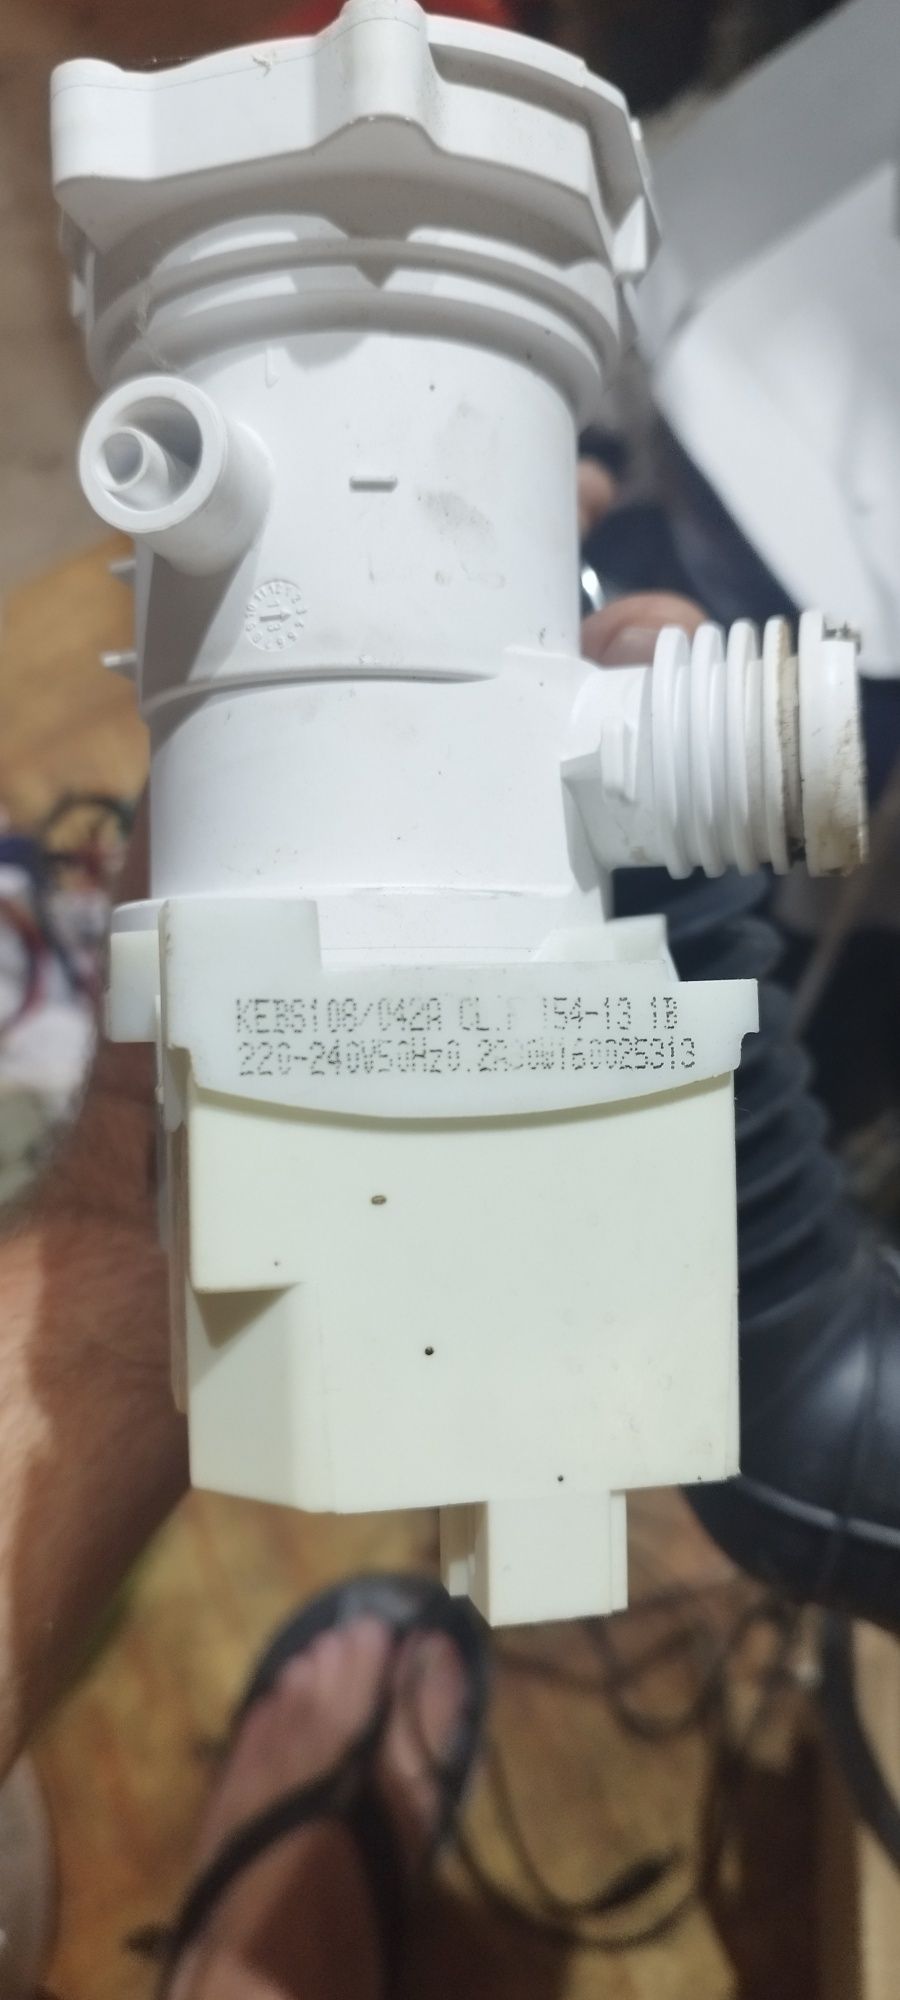 KEBS108/042A CL.F 154-13 1B
220-240V50Hz0.2A30W160025313